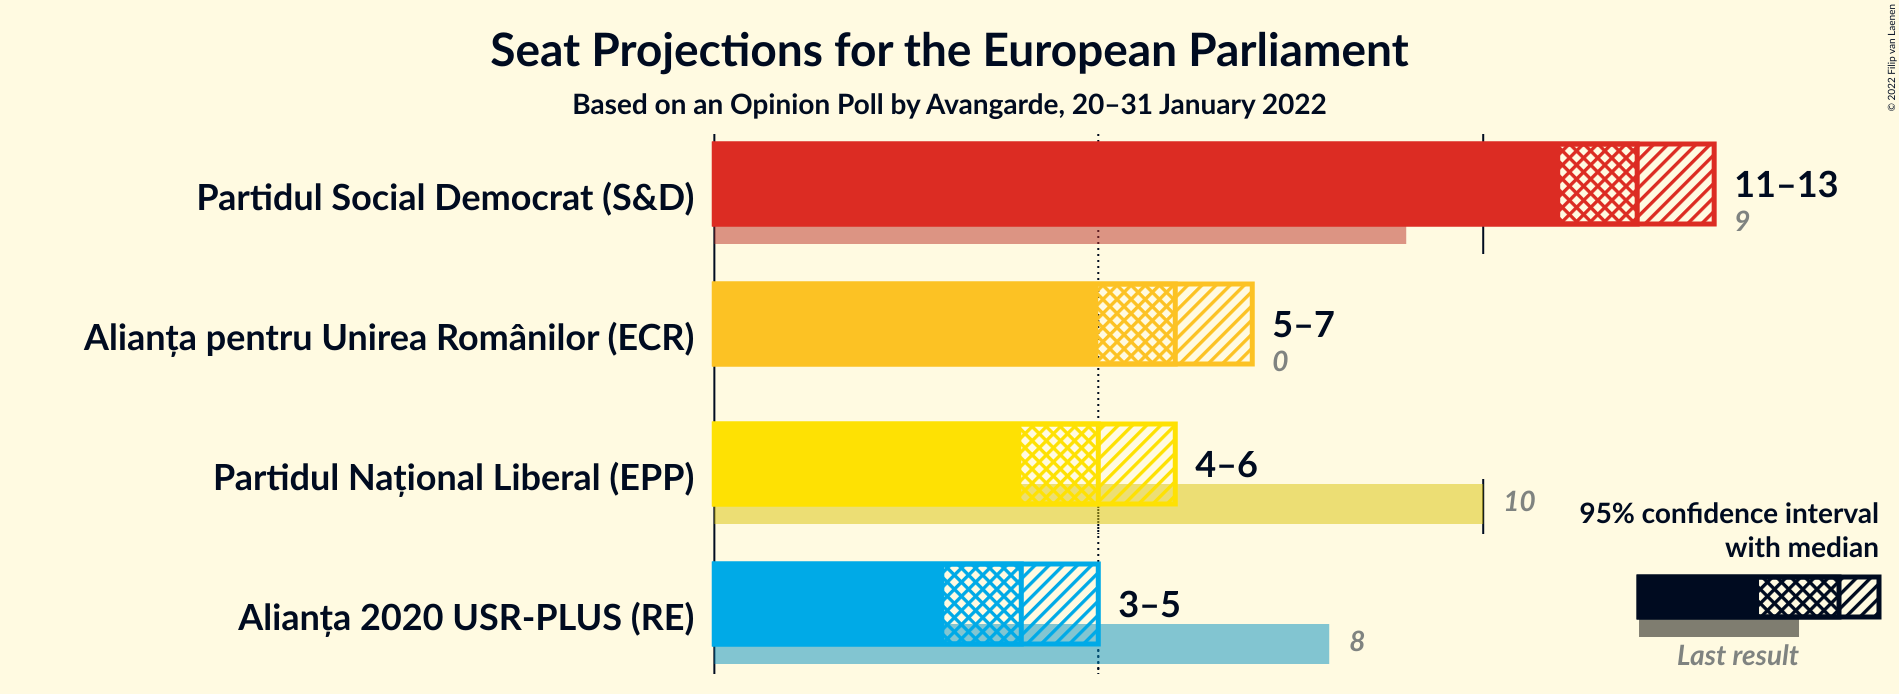 Seat Projections for the European Parliament
Based on an Opinion Poll by Avangarde, 20–31 January 2022
© 2022 Filip van Laenen
Partidul Social Democrat (S&D)
11–13
9
Alianța pentru Unirea Românilor (ECR)
5–7
0
Partidul Național Liberal (EPP)
4–6
10
Alianța 2020 USR-PLUS (RE)
3–5
8
95% confidence interval
with median
Last result